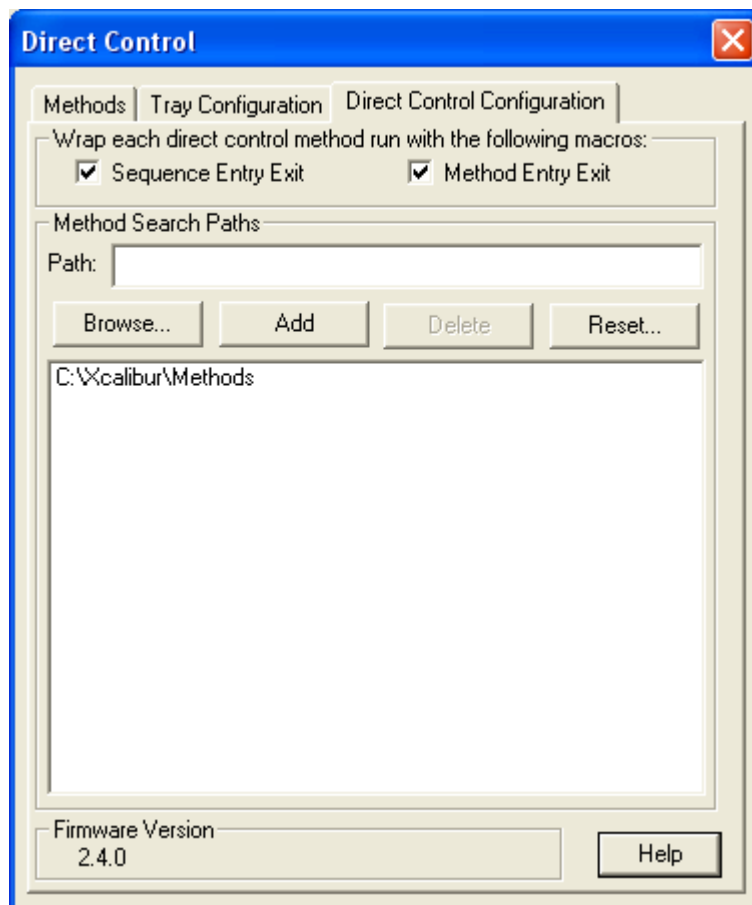 Direct Control
Methods Tray Configuration Direct Control Configuration
Wrap each direct control method run with the following macros:
Sequence Entry Exit Method Entry Exit
Method Search Paths
Path:
Browse... Add Delete Reset...
C:\Xcalibur\Methods
Firmware Version
2.4.0
Help